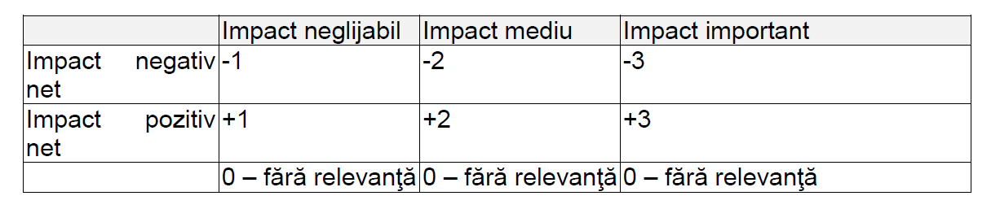 Impact neglijabil Impact mediu Impact important
Impact negativ -1 -2 -3
net
Impact pozitiv +1 +2 +3
net
0 – fără relevanţă 0 – fără relevanţă 0 – fără relevanţă